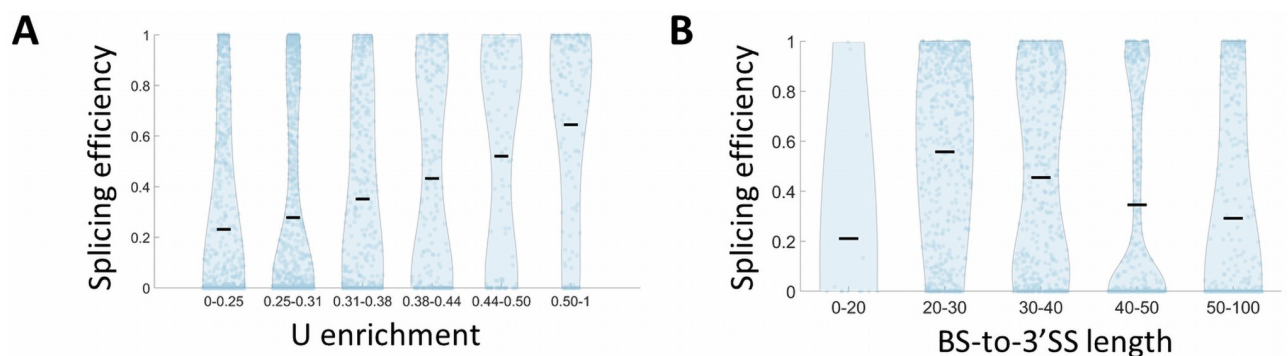 A
Splicing efficiency
1
0.8
0.6
0.4
0.2
0
0-0.25 0.25-0.31 0.31-0.38 0.38-0.44 0.44-0.50 0.50-1
U enrichment
B
Splicing efficiency
1
0.8
0.6
0.4
0.2
0
0-20 20-30 30-40 40-50 50-100
BS-to-3’SS length